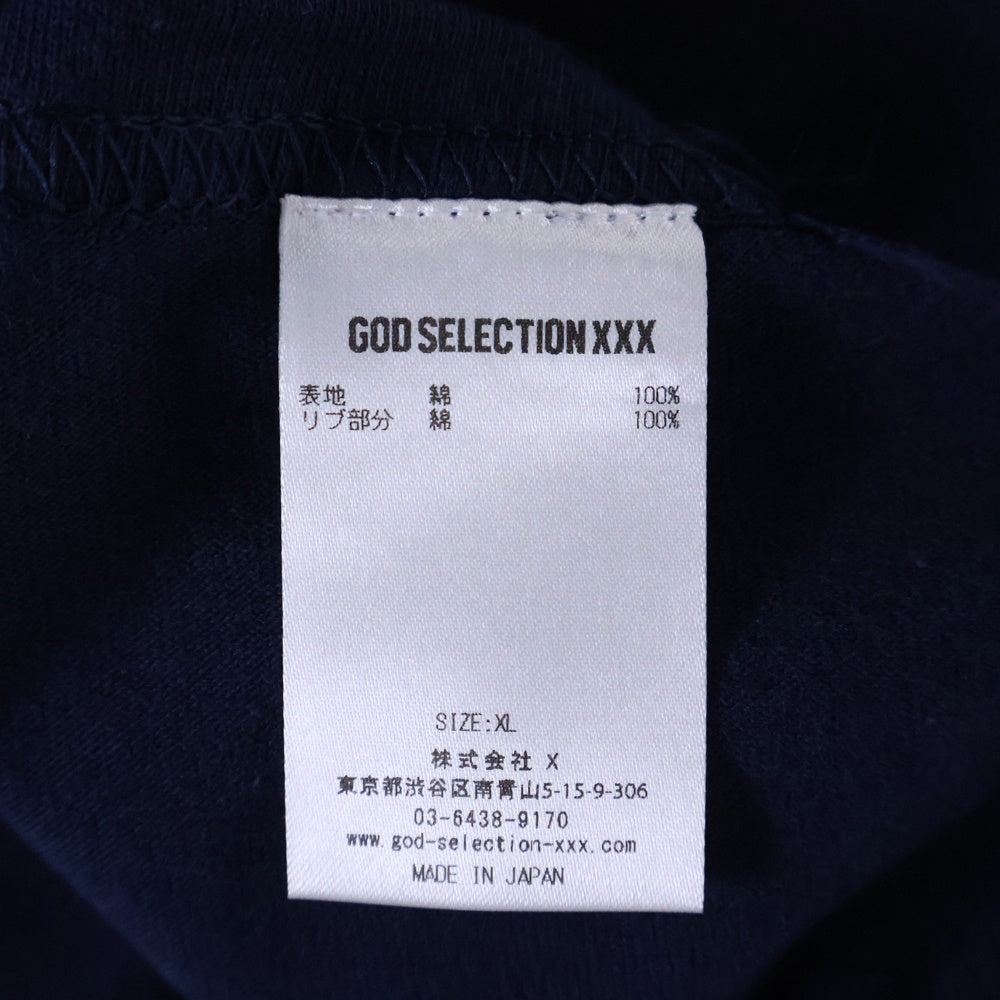 GOD SELECTION XXX
表地 綿 100%
リブ部分 綿 100%
SIZE:XL
株式会社 X
東京都渋谷区南青山5-15-9-306
03-6438-9170
www.god-selection-xxx.com
MADE IN JAPAN